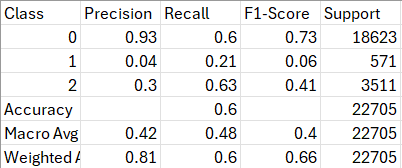 Class Precision Recall F1-Score Support
0 0.93 0.6 0.73 18623
1 0.04 0.21 0.06 571
2 0.3 0.63 0.41 3511
Accuracy 0.6 22705
Macro Avg 0.42 0.48 0.4 22705
Weighted A 0.81 0.6 0.66 22705